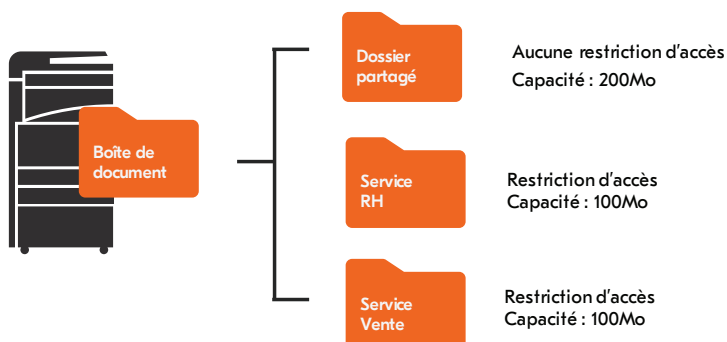 Dossier
partagé
Aucune restriction d'accès
Capacité : 200Mo
Boîte de
document
Service
RH
Restriction d'accès
Capacité : 100Mo
Service
Vente
Restriction d'accès
Capacité : 100Mo